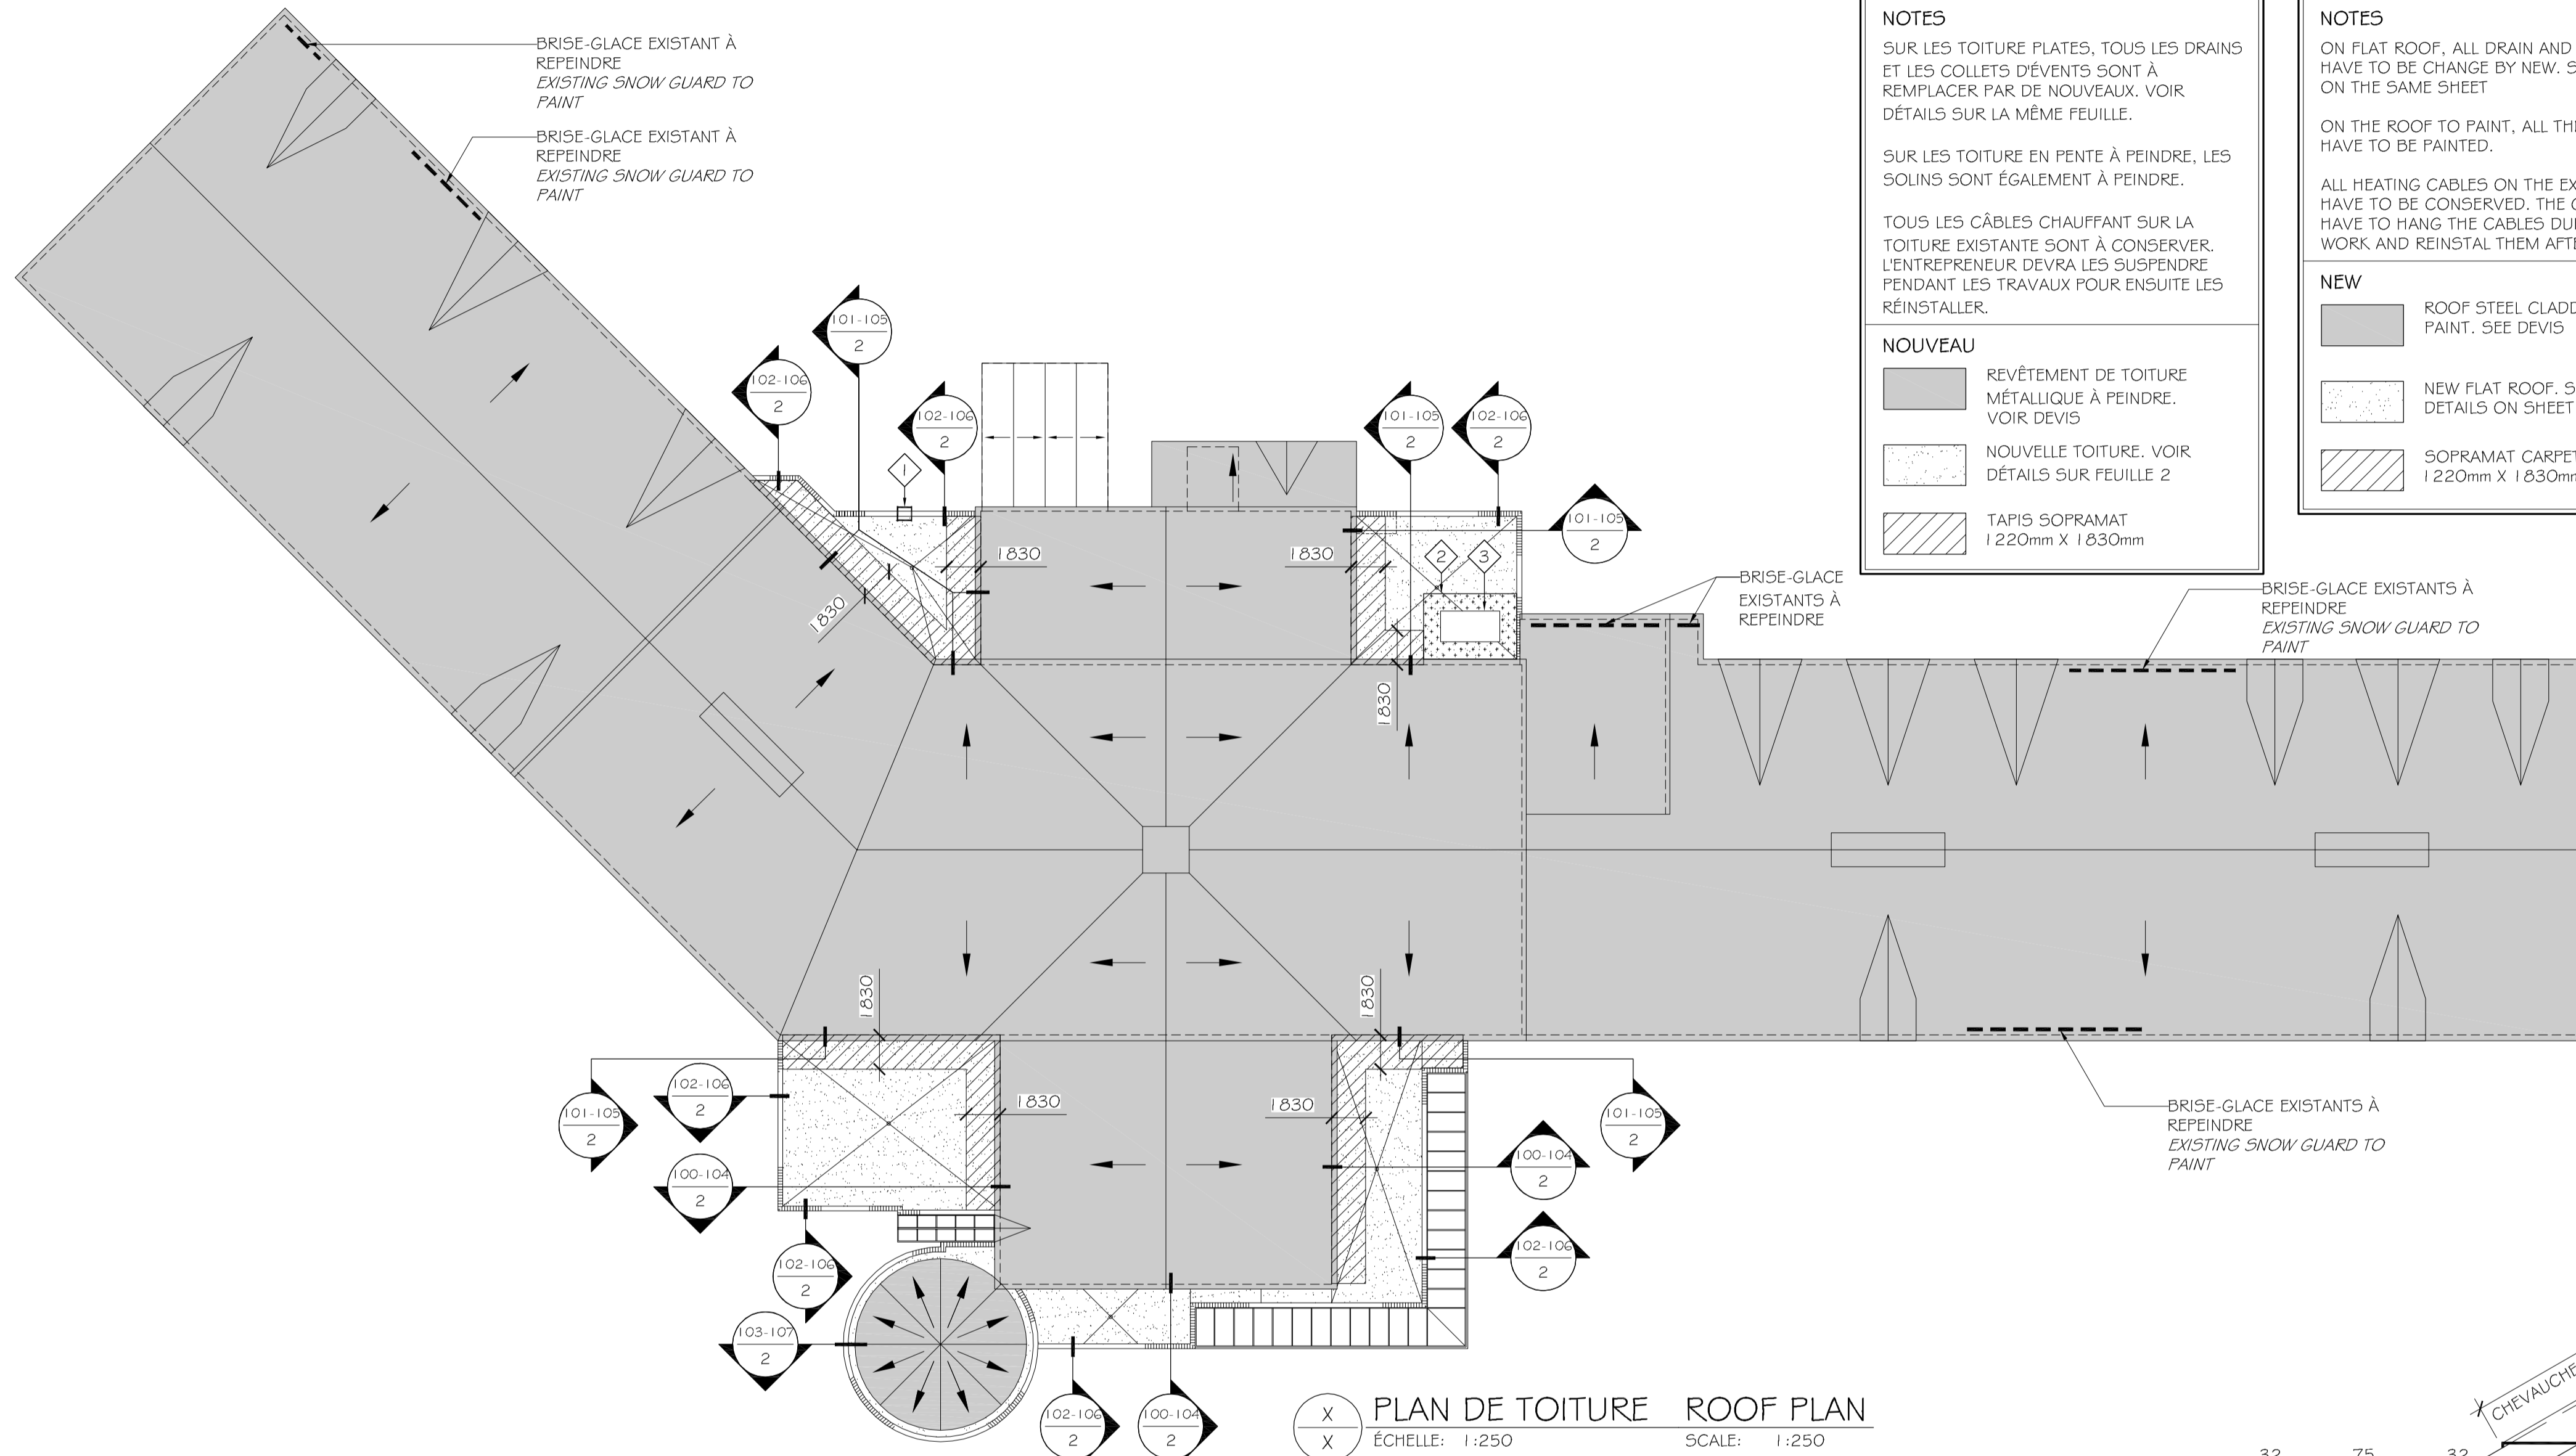 BRISE-GLACE EXISTANT À
REPEINDRE
EXISTING SNOW GUARD TO
PAINT
BRISE-GLACE EXISTANT À
REPEINDRE
EXISTING SNOW GUARD TO
PAINT
NOTES
SUR LES TOITURE PLATES, TOUS LES DRAINS
ET LES COLLETS D'ÉVENTS SONT À
REMPLACER PAR DE NOUVEAUX. VOIR
DÉTAILS SUR LA MÊME FEUILLE.
SUR LES TOITURE EN PENTE À PEINDRE, LES
SOLINS SONT ÉGALEMENT À PEINDRE.
TOUS LES CÂBLES CHAUFFANT SUR LA
TOITURE EXISTANTE SONT À CONSERVER.
L'ENTREPRENEUR DEVRA LES SUSPENDRE
PENDANT LES TRAVAUX POUR ENSUITE LES
RÉINSTALLER.
NOUVEAU
REVÊTEMENT DE TOITURE
MÉTALLIQUE À PEINDRE.
VOIR DEVIS
NOUVELLE TOITURE. VOIR
DÉTAILS SUR FEUILLE 2
TAPIS SOPRAMAT
1220mm X 1830mm
NOTES
ON FLAT ROOF, ALL DRAIN AND
HAVE TO BE CHANGE BY NEW.
ON THE SAME SHEET
ON THE ROOF TO PAINT, ALL
HAVE TO BE PAINTED.
ALL HEATING CABLES ON THE
HAVE TO BE CONSERVED. THE
HAVE TO HANG THE CABLES
WORK AND REINSTAL THEM
NEW
ROOF STEEL
PAINT. SEE DEVIS
NEW FLAT ROOF.
DETAILS ON SHEET
SOPRAMAT
1220mm X 1830mm
101-105
2
102-106
2
102-106
2
101-105
2
102-106
2
101-105
2
1
2
3
1830
1830
1830
1830
BRISE-GLACE
EXISTANTS À
REPEINDRE
BRISE-GLACE EXISTANTS À
REPEINDRE
EXISTING SNOW GUARD TO
PAINT
1830
1830
1830
1830
101-105
2
102-106
2
100-104
2
102-106
2
103-107
2
102-106
2
100-104
2
101-105
2
100-104
2
102-106
2
BRISE-GLACE EXISTANTS À
REPEINDRE
EXISTING SNOW GUARD TO
PAINT
X
X
PLAN DE TOITURE ROOF PLAN
ÉCHELLE: 1:250 SCALE: 1:250
32 75 32